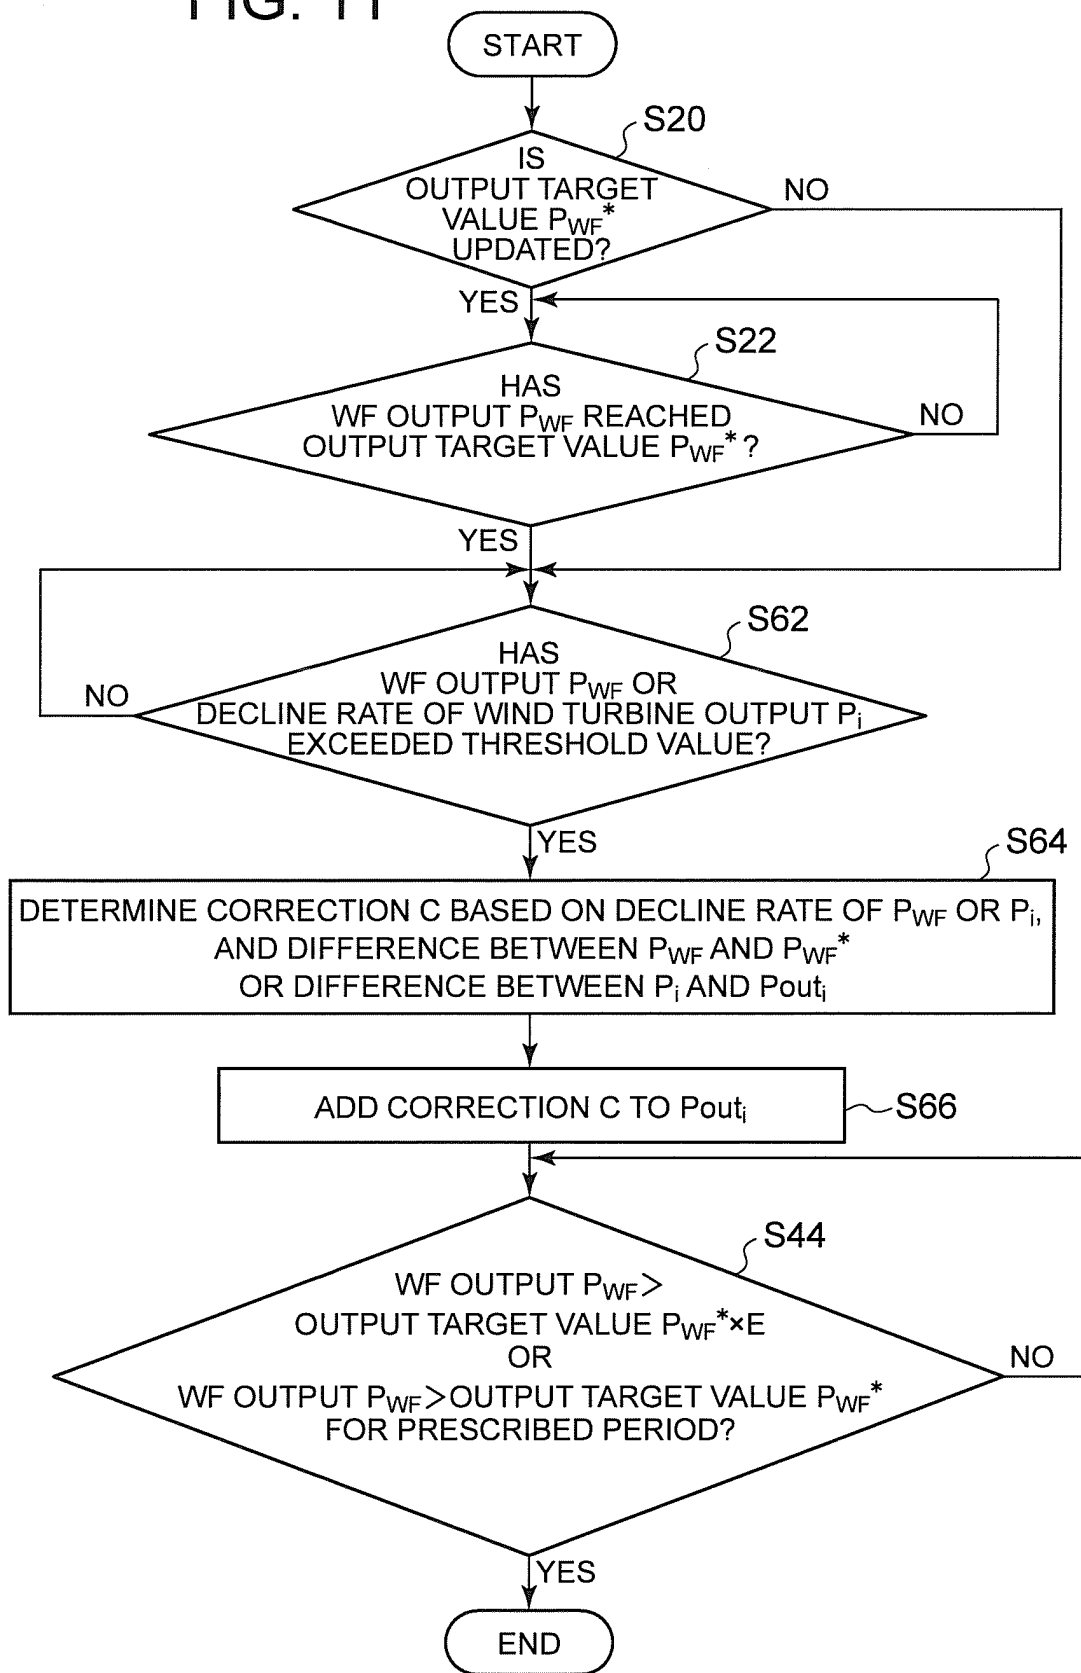 FIG. 11
START
S20
IS
OUTPUT TARGET
VALUE PWF*
UPDATED?
NO
YES
S22
HAS
WF OUTPUT PWF REACHED
OUTPUT TARGET VALUE PWF*?
NO
YES
S62
HAS
WF OUTPUT PWF OR
DECLINE RATE OF WIND TURBINE OUTPUT Pi
EXCEEDED THRESHOLD VALUE?
NO
YES
S64
DETERMINE CORRECTION C BASED ON DECLINE RATE OF PWF OR Pi,
AND DIFFERENCE BETWEEN PWF AND PWF*
OR DIFFERENCE BETWEEN Pi AND Pouti
ADD CORRECTION C TO Pouti
S66
S44
WF OUTPUT PWF>
OUTPUT TARGET VALUE PWF*×E
OR
WF OUTPUT PWF>OUTPUT TARGET VALUE PWF*
FOR PRESCRIBED PERIOD?
NO
YES
END